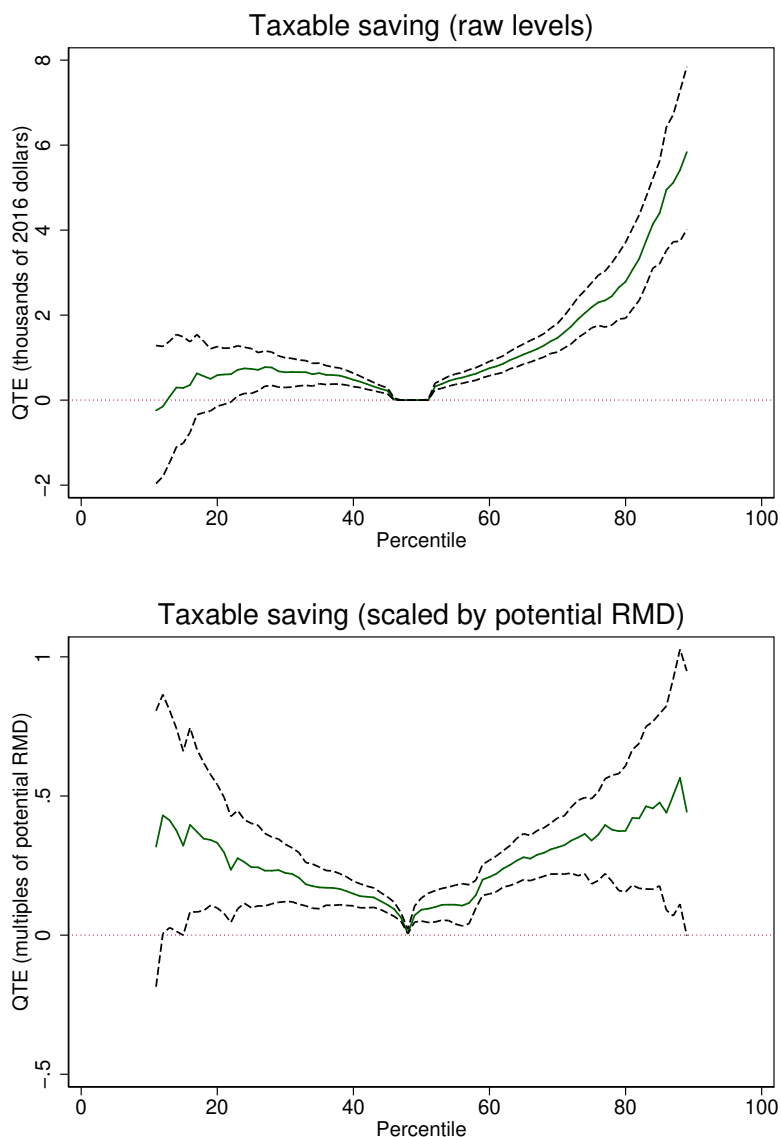 Taxable saving (raw levels)
QTE (thousands of 2016 dollars)
8
6
4
2
0
−2
0 20 40 60 80 100
Percentile
Taxable saving (scaled by potential RMD)
QTE (multiples of potential RMD)
1
.5
0
−.5
0 20 40 60 80 100
Percentile